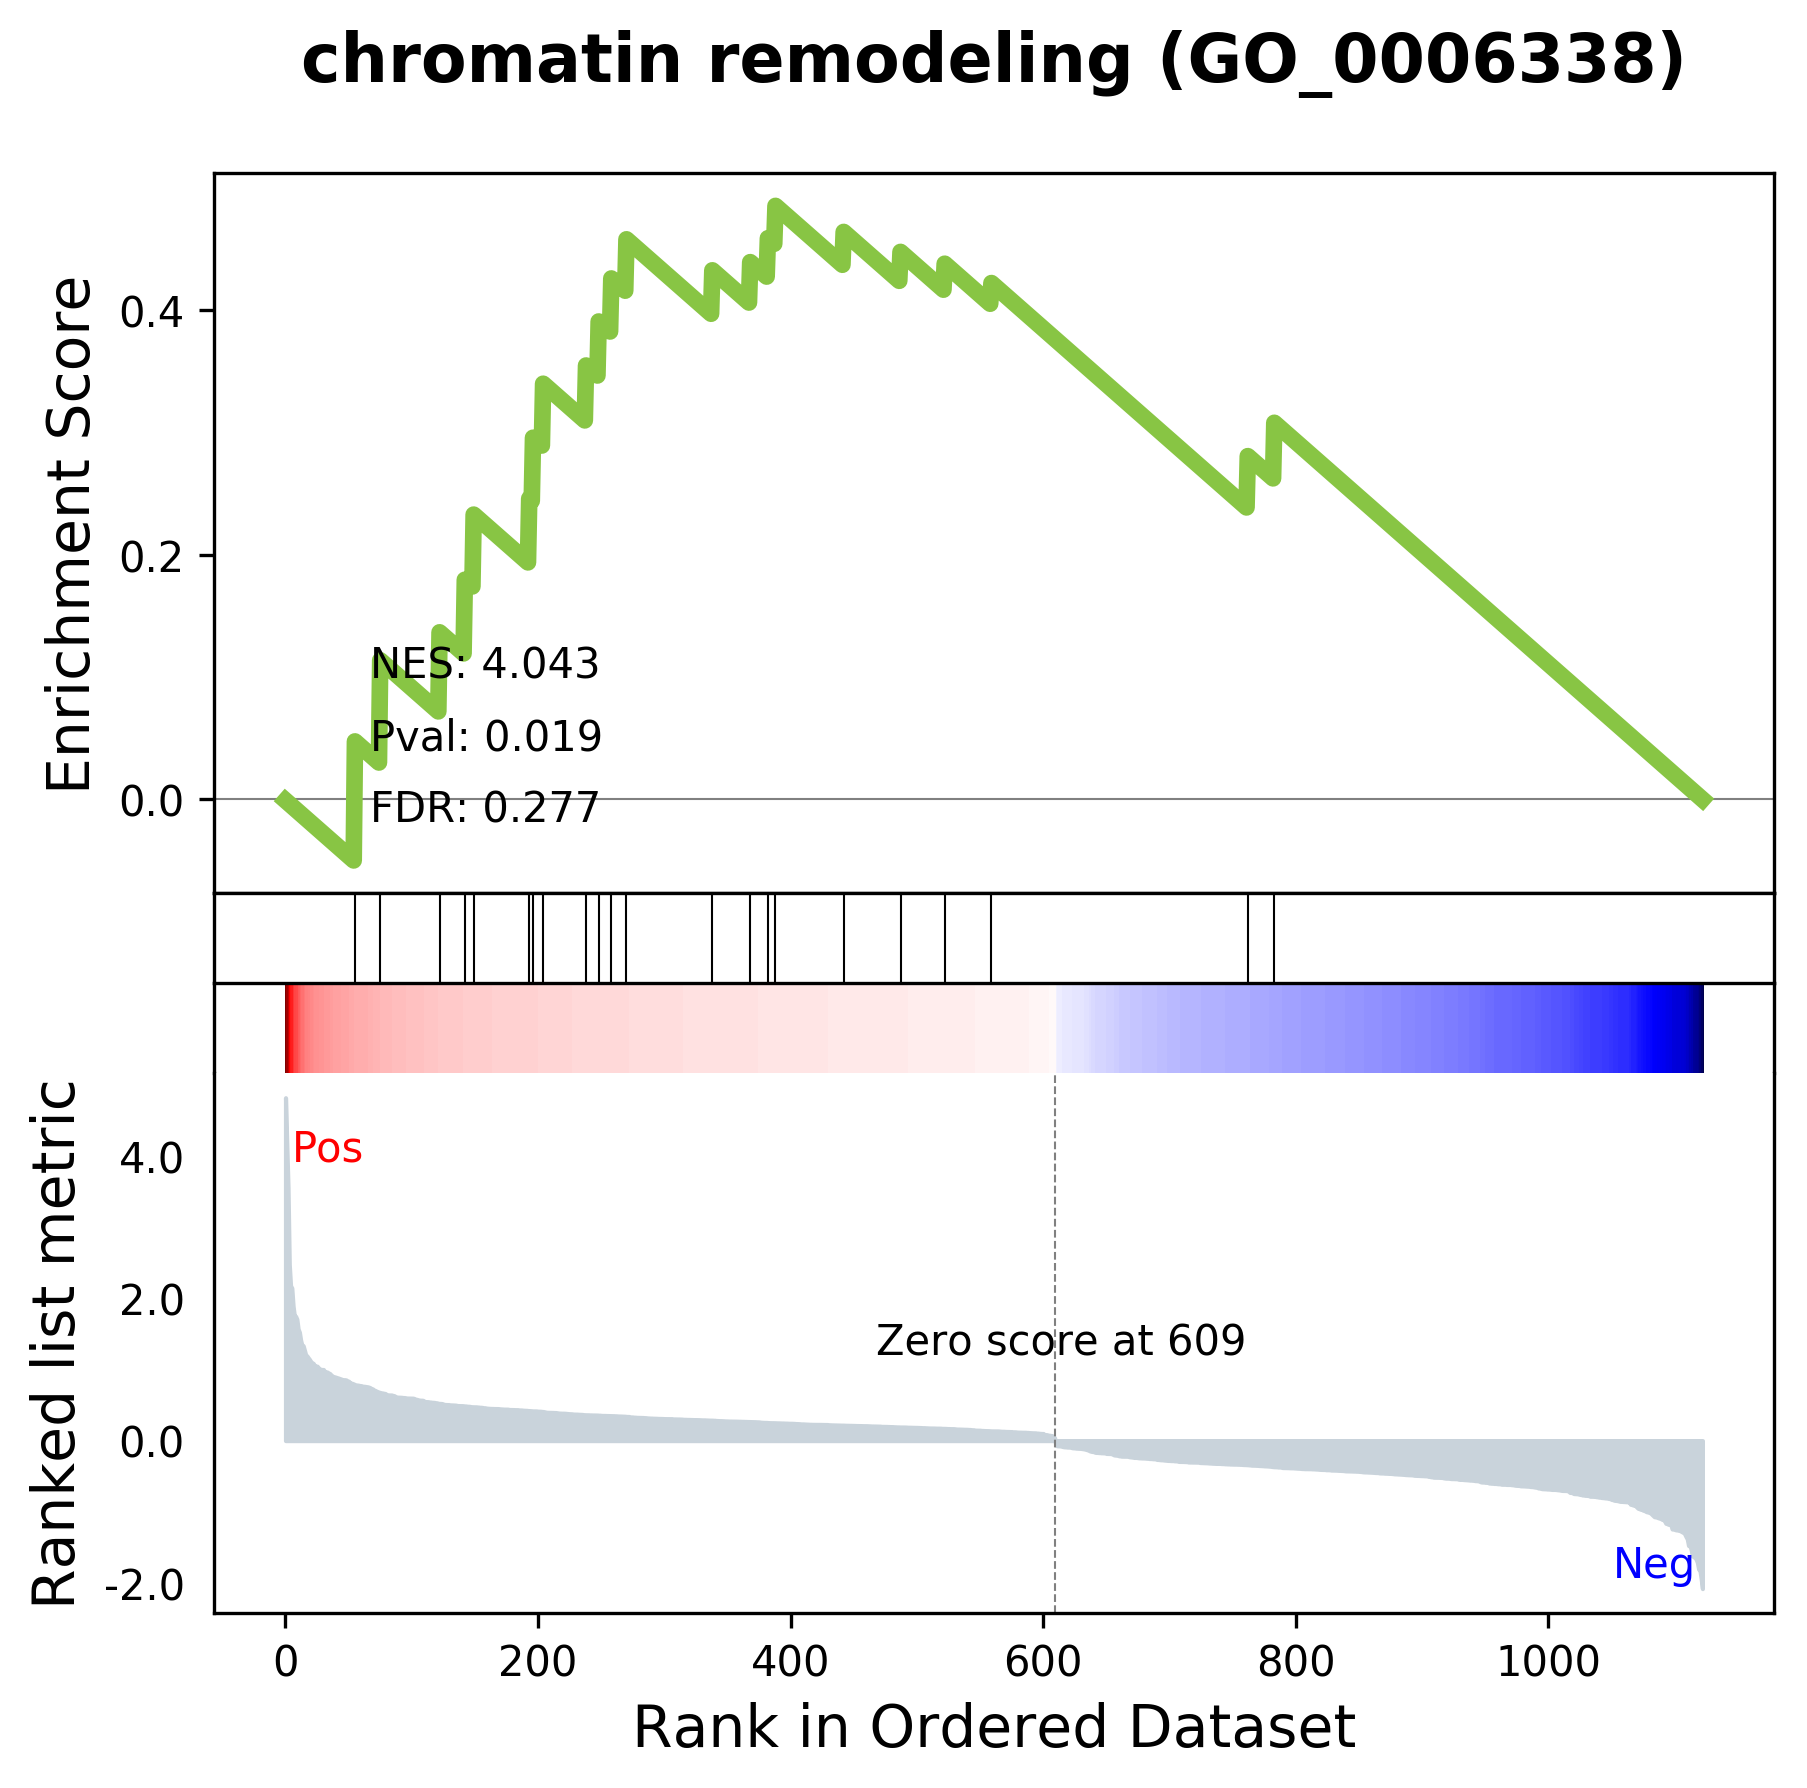 chromatin remodeling (GO_0006338)
Enrichment Score
0.4
0.2
0.0
NES: 4.043
Pval: 0.019
FDR: 0.277
Ranked list metric
4.0
2.0
0.0
-2.0
Pos
Zero score at 609
Neg
0 200 400 600 800 1000
Rank in Ordered Dataset